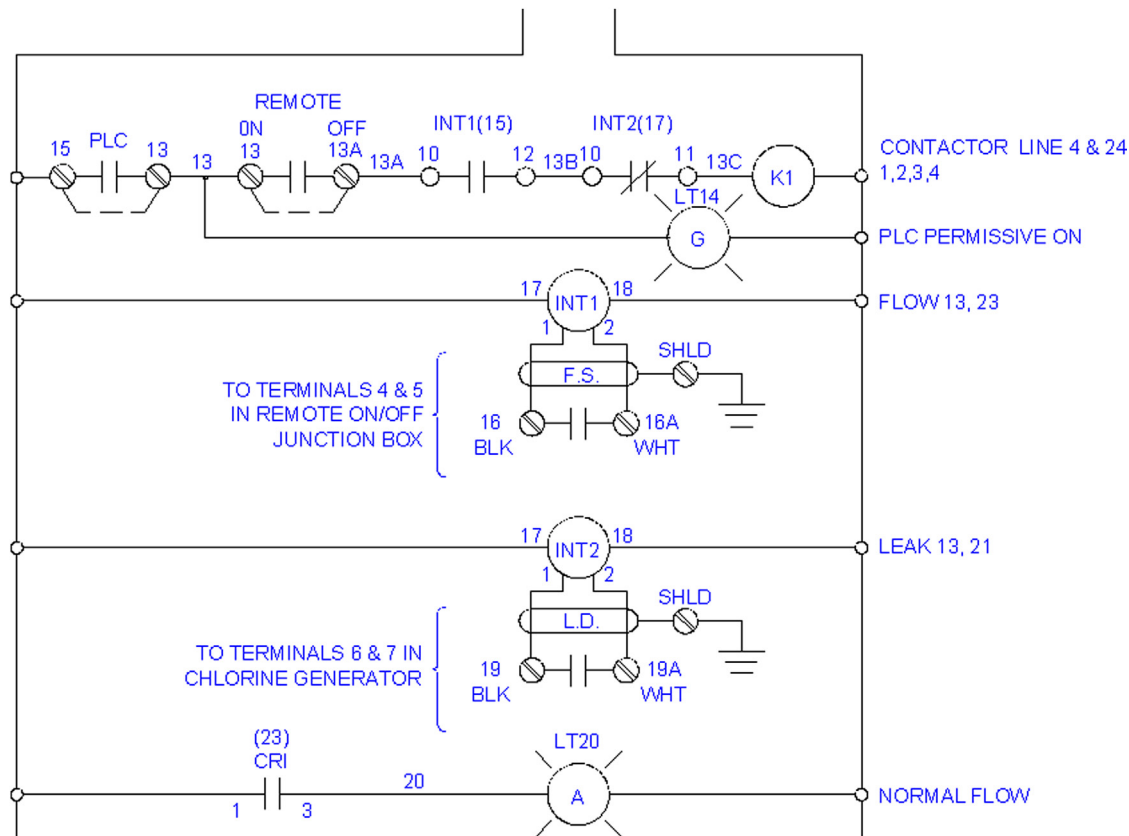 REMOTE
0N OFF
INT1(15) INT2(17)
15 PLC 13 13 13 13A 13A 10 12 13B 10 11 13C
CONTACTOR LINE 4 & 24
1,2,3,4
K1
LT14
G
PLC PERMISSIVE ON
17 INT1 18
FLOW 13, 23
1 2
SHLD
F.S.
TO TERMINALS 4 & 5
IN REMOTE ON/OFF
JUNCTION BOX
16 16A
BLK WHT
17 INT2 18
LEAK 13, 21
1 2
SHLD
L.D.
TO TERMINALS 6 & 7 IN
CHLORINE GENERATOR
19 19A
BLK WHT
(23)
CRI
LT20
20
1 3
A
NORMAL FLOW